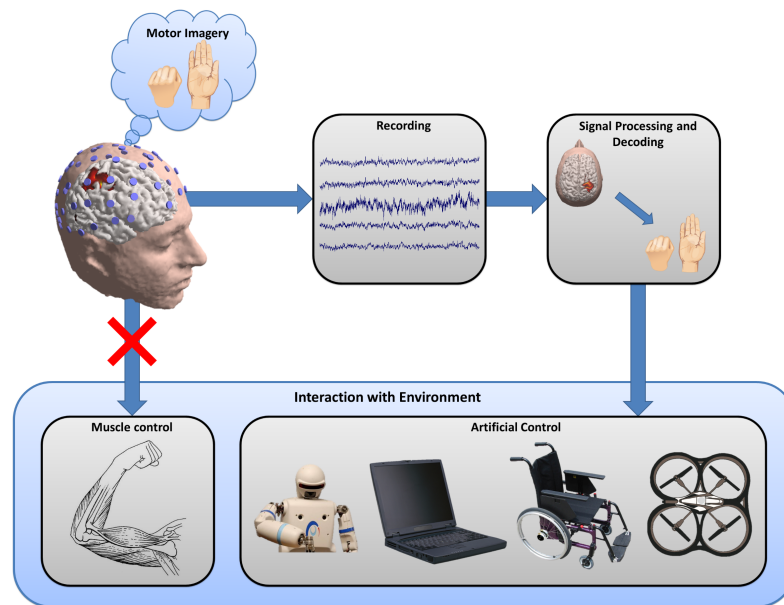 Motor Imagery
Recording
Signal Processing and
Decoding
Interaction with Environment
Muscle control
Artificial Control